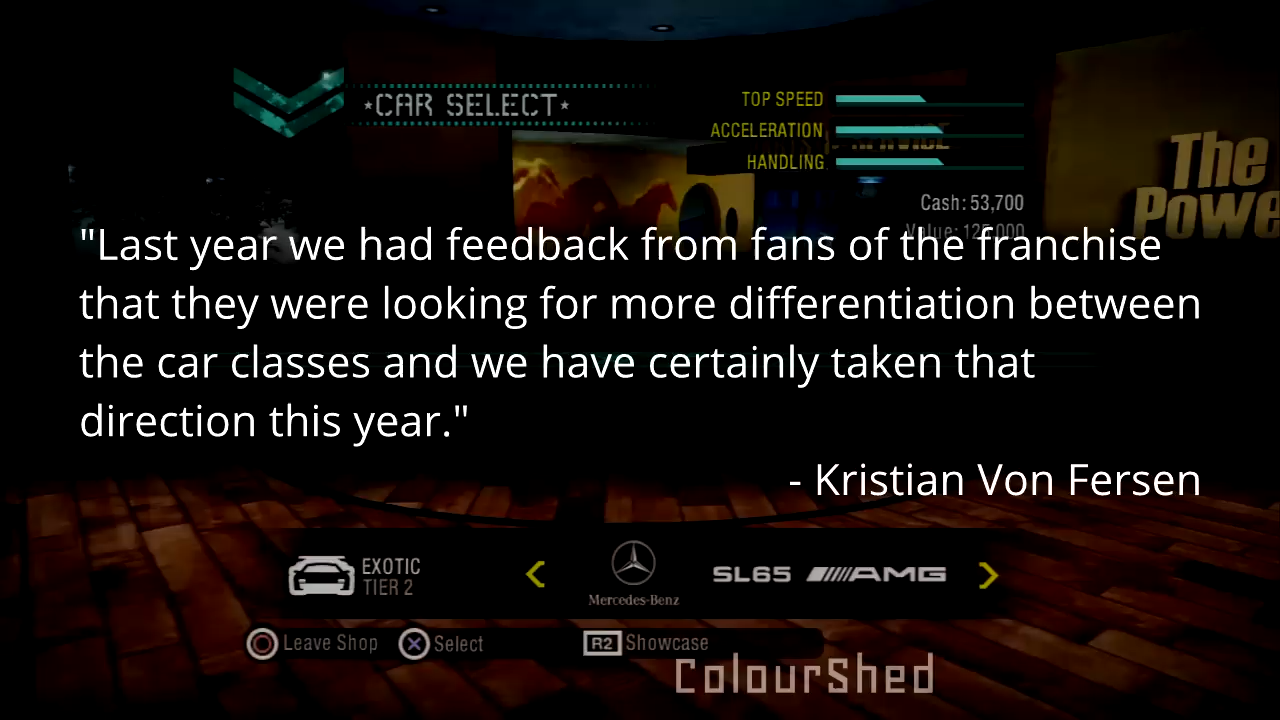 *CAR SELECT*
TOP SPEED
ACCELERATION
HANDLING
The
Powe
Cash: 53,700
Value: 125,000
"Last year we had feedback from fans of the franchise
that they were looking for more differentiation between
the car classes and we have certainly taken that
direction this year."
- Kristian Von Fersen
EXOTIC
TIER 2
Mercedes-Benz
SL65 AMG
Leave Shop
Select
R2 Showcase
ColourShed